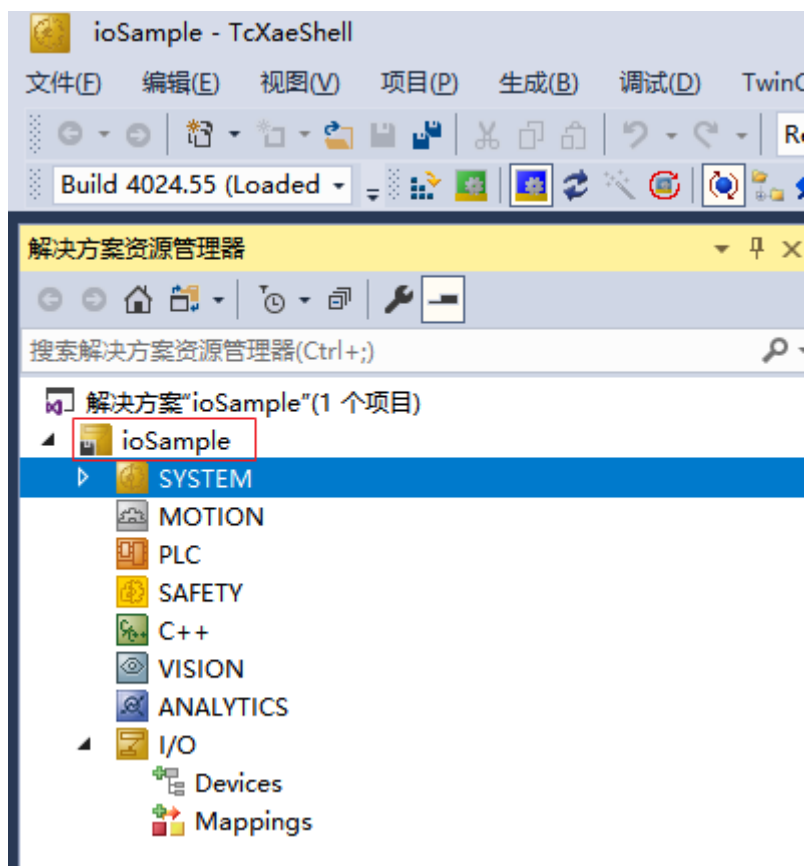 ioSample - TcXaeShell
文件(F) 编辑(E) 视图(V) 项目(P) 生成(B) 调试(D)
Build 4024.55 (Loaded
解决方案资源管理器
搜索解决方案资源管理器(Ctrl+;)
解决方案"ioSample"(1 个项目)
ioSample
SYSTEM
MOTION
PLC
SAFETY
C++
VISION
ANALYTICS
I/O
Devices
Mappings